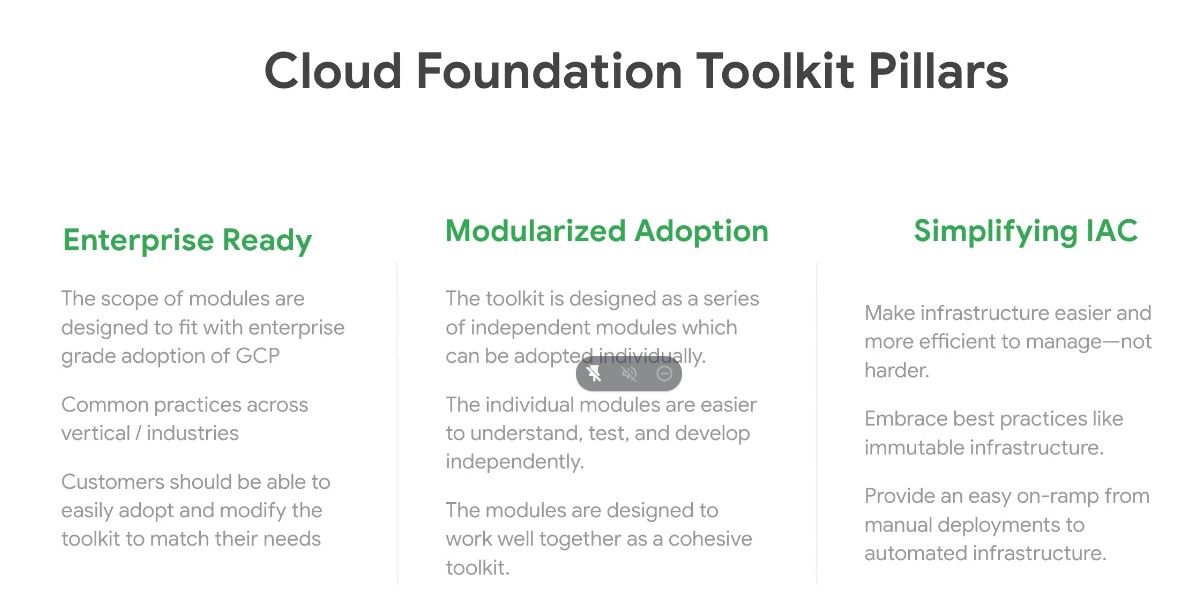 Cloud Foundation Toolkit Pillars
Enterprise Ready
The scope of modules are
designed to fit with enterprise
grade adoption of GCP
Common practices across
vertical / industries
Customers should be able to
easily adopt and modify the
toolkit to match their needs
Modularized Adoption
The toolkit is designed as a series
of independent modules which
can be adopted individually.
The individual modules are easier
to understand, test, and develop
independently.
The modules are designed to
work well together as a cohesive
toolkit.
Simplifying IAC
Make infrastructure easier and
more efficient to manage—not
harder.
Embrace best practices like
immutable infrastructure.
Provide an easy on-ramp from
manual deployments to
automated infrastructure.